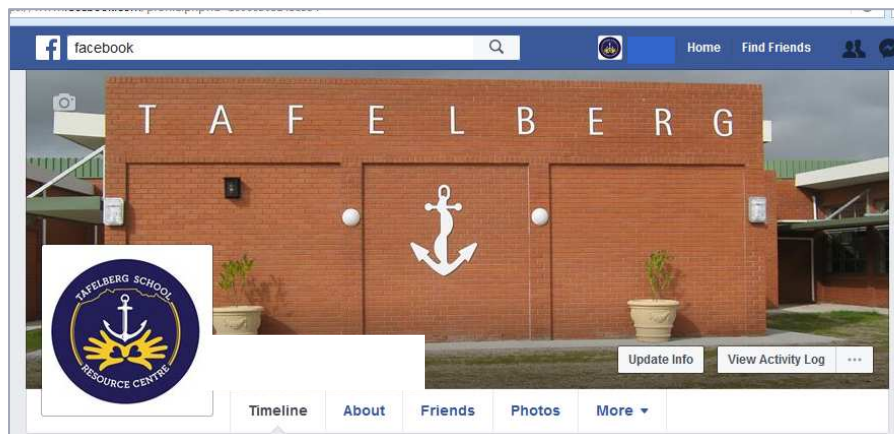 facebook
Home Find Friends
TAFELBERG
TAFELBERG SCHOOL
RESOURCE CENTRE
Update Info View Activity Log ...
Timeline About Friends Photos More